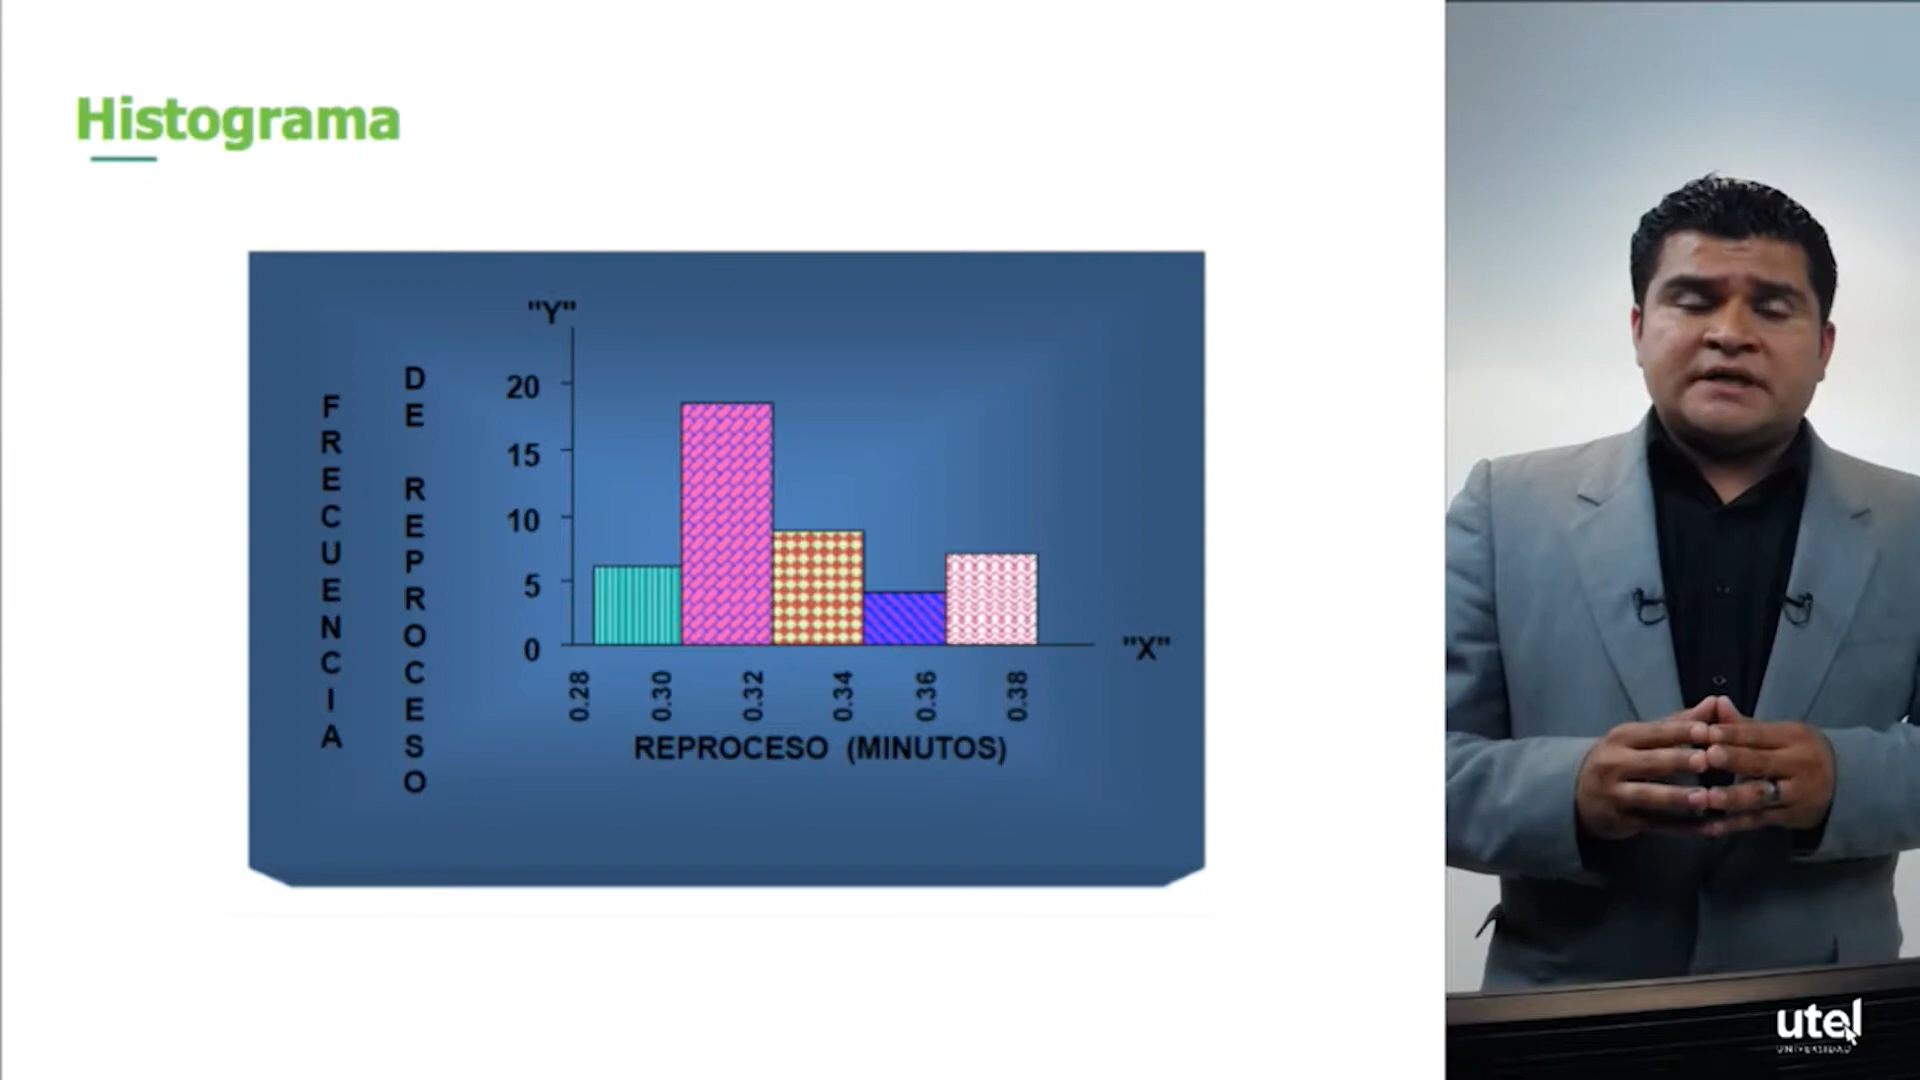 Histograma
"Y"
FRECUENCIA
DE REPROCESO
20
15
10
5
0
"X"
0.28
0.30
0.32
0.34
0.36
0.38
REPROCESO (MINUTOS)
utel
UNIVERSIDAD